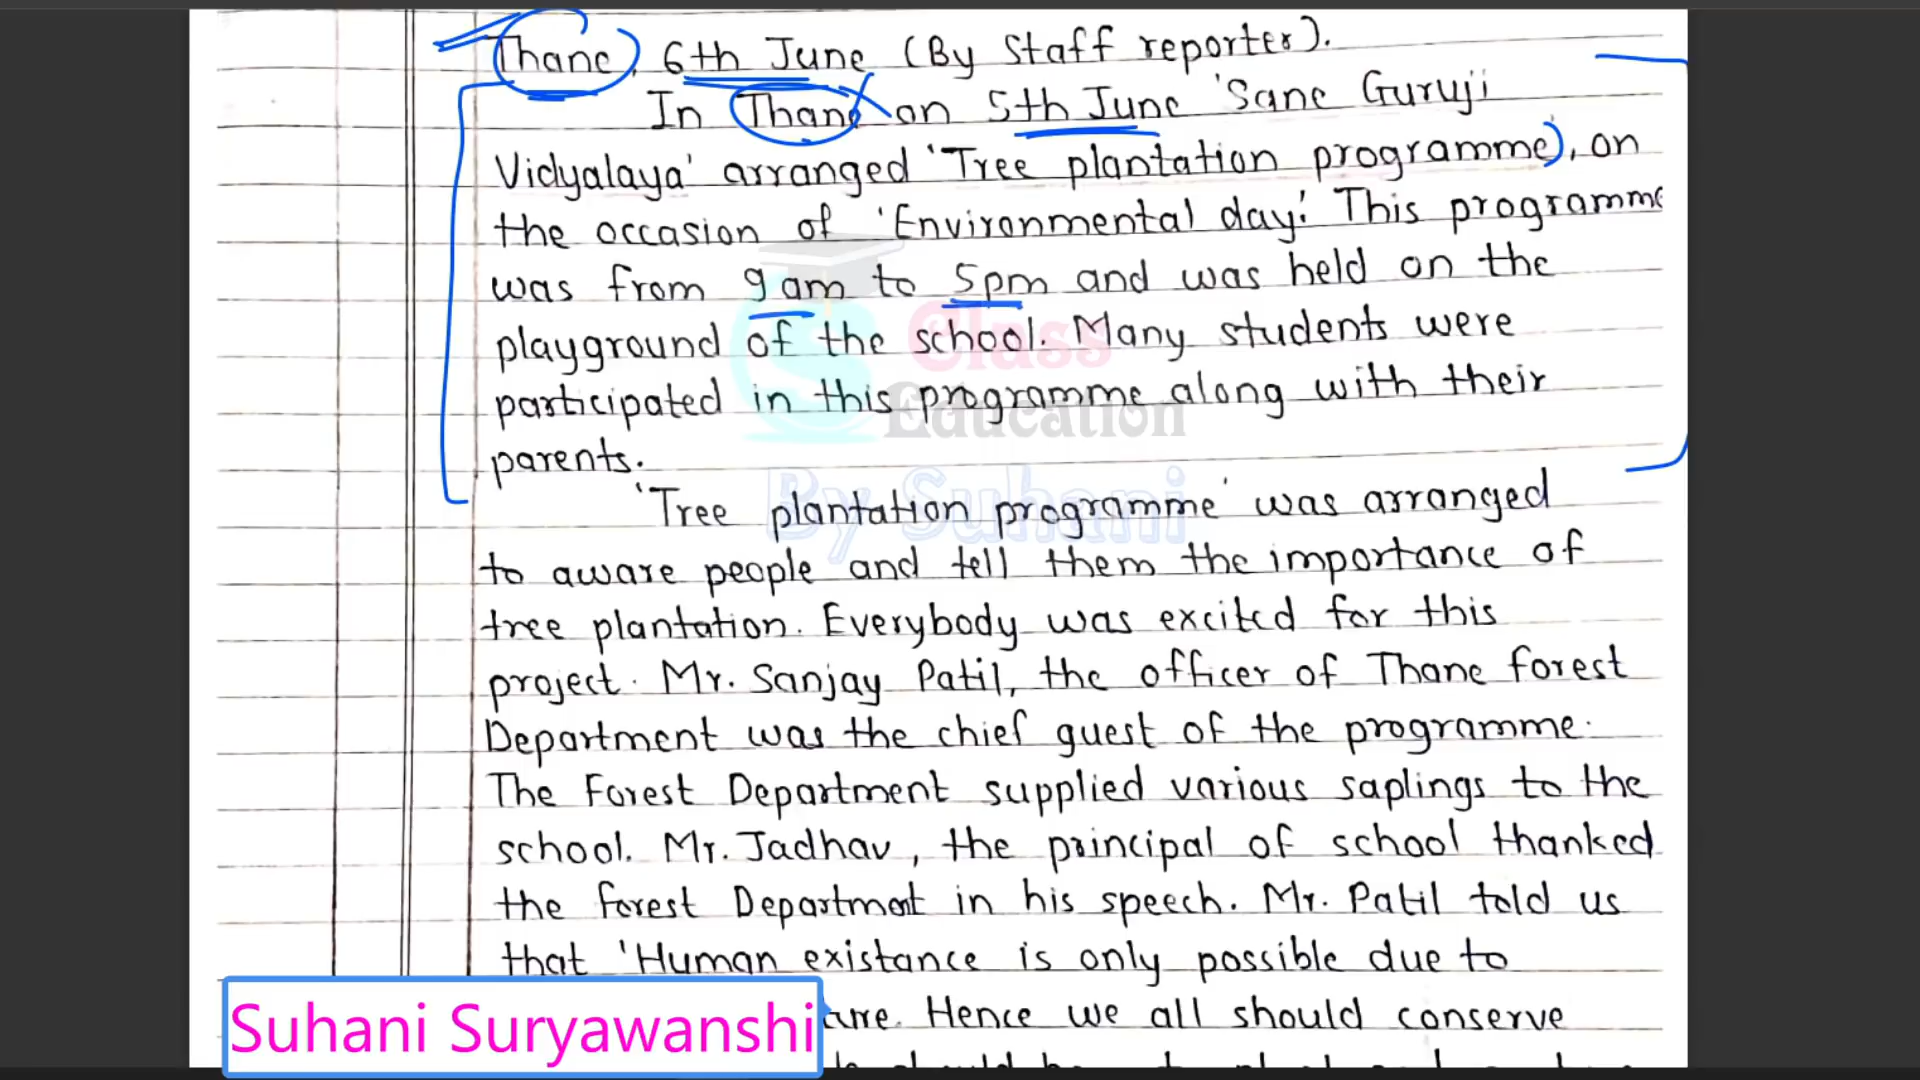 Thane, 6th June (By Staff reporter).
In Thane on 5th June 'Sane Guruji
Vidyalaya' arranged 'Tree plantation programme', on
the occasion of 'Environmental day'. This programme
was from 9 am to 5pm and was held on the
playground of the school. Many students were
participated in this programme along with their
parents.
'Tree plantation programme' was arranged
to aware people and tell them the importance of
tree plantation. Everybody was excited for this
project. Mr. Sanjay Patil, the officer of Thane Forest
Department was the chief guest of the programme.
The Forest Department supplied various saplings to the
school. Mr. Jadhav, the principal of school thanked
the forest Department in his speech. Mr. Patil told us
that 'Human existance is only possible due to
Hence we all should conserve
Class
Education
By Suhani
Suhani Suryawanshi